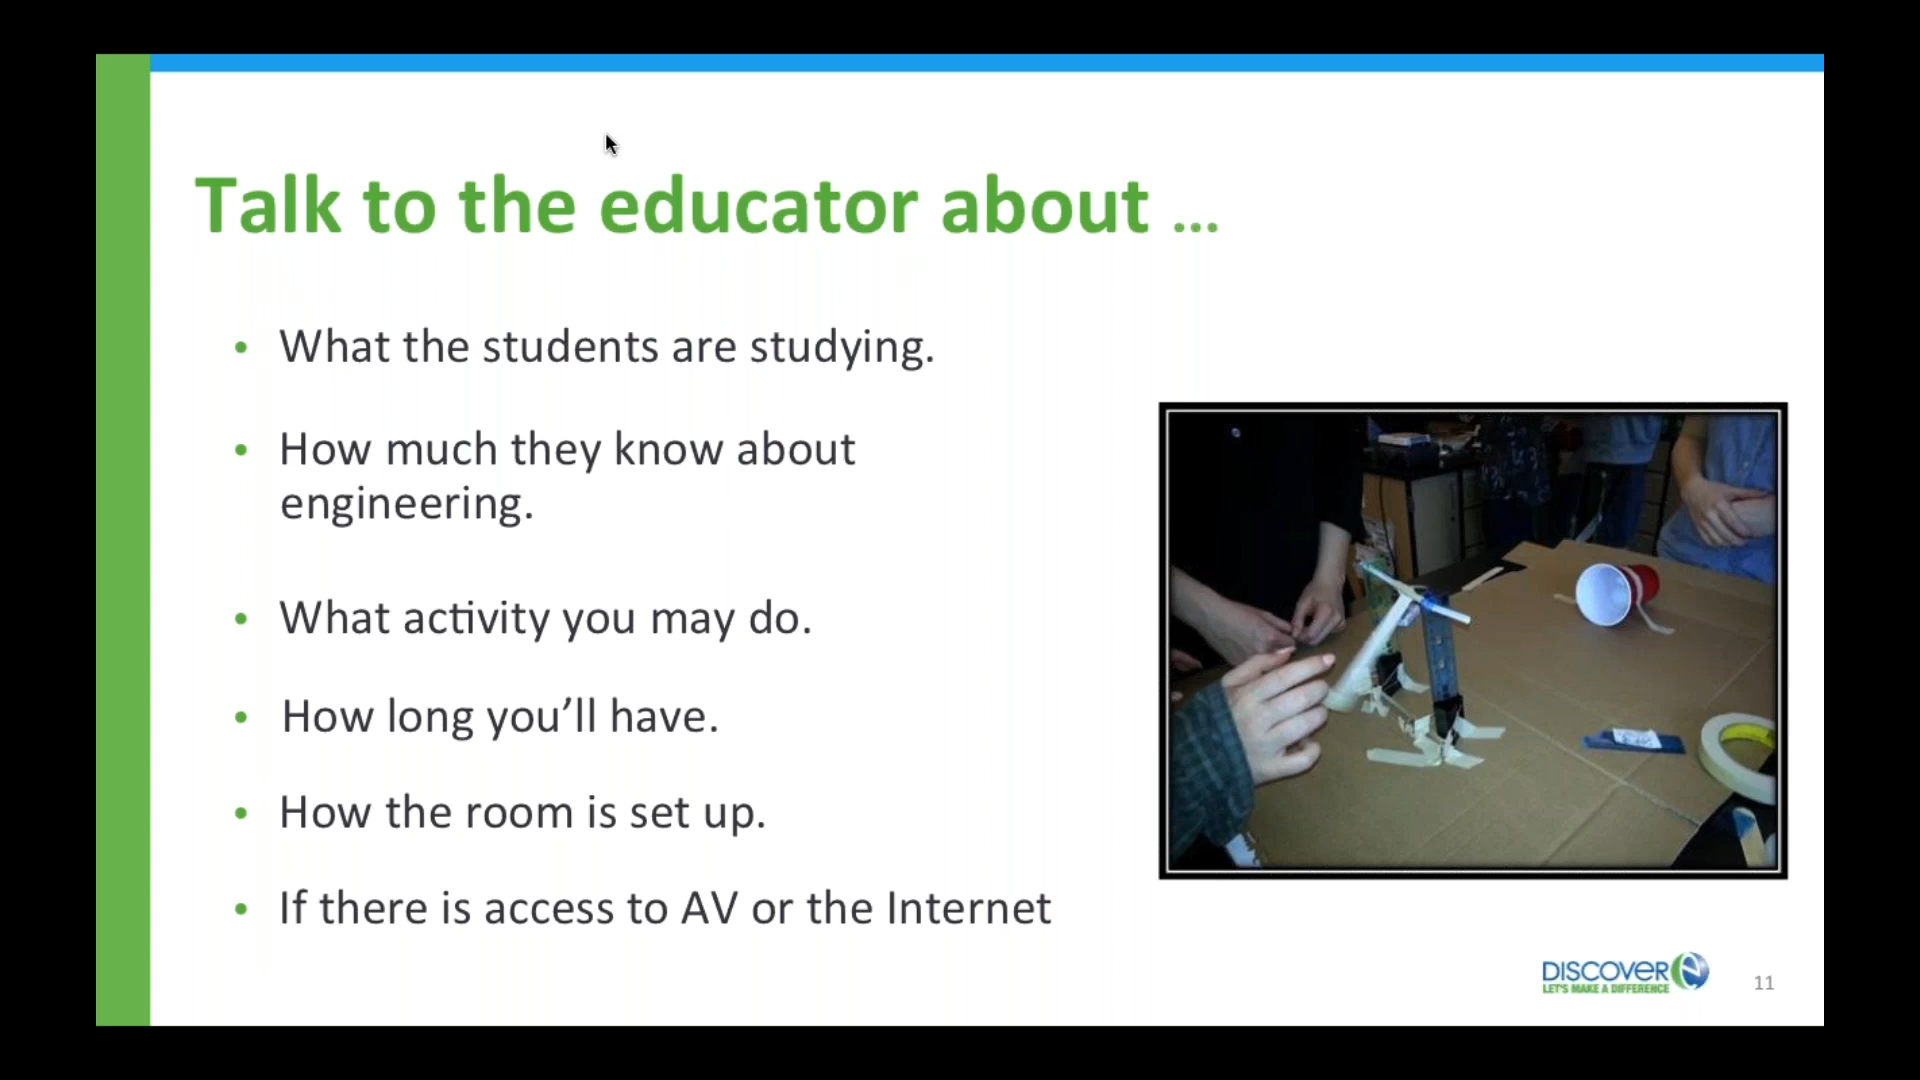 Talk to the educator about ...
• What the students are studying.
• How much they know about
engineering.
• What activity you may do.
• How long you’ll have.
• How the room is set up.
• If there is access to AV or the Internet
DISCOVER e
LET'S MAKE A DIFFERENCE
11